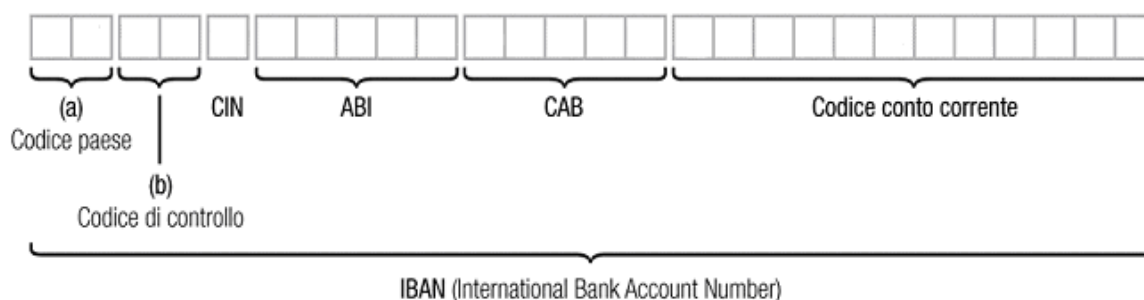 CIN ABI CAB
(a) Codice conto corrente
Codice paese
(b)
Codice di controllo
IBAN (International Bank Account Number)